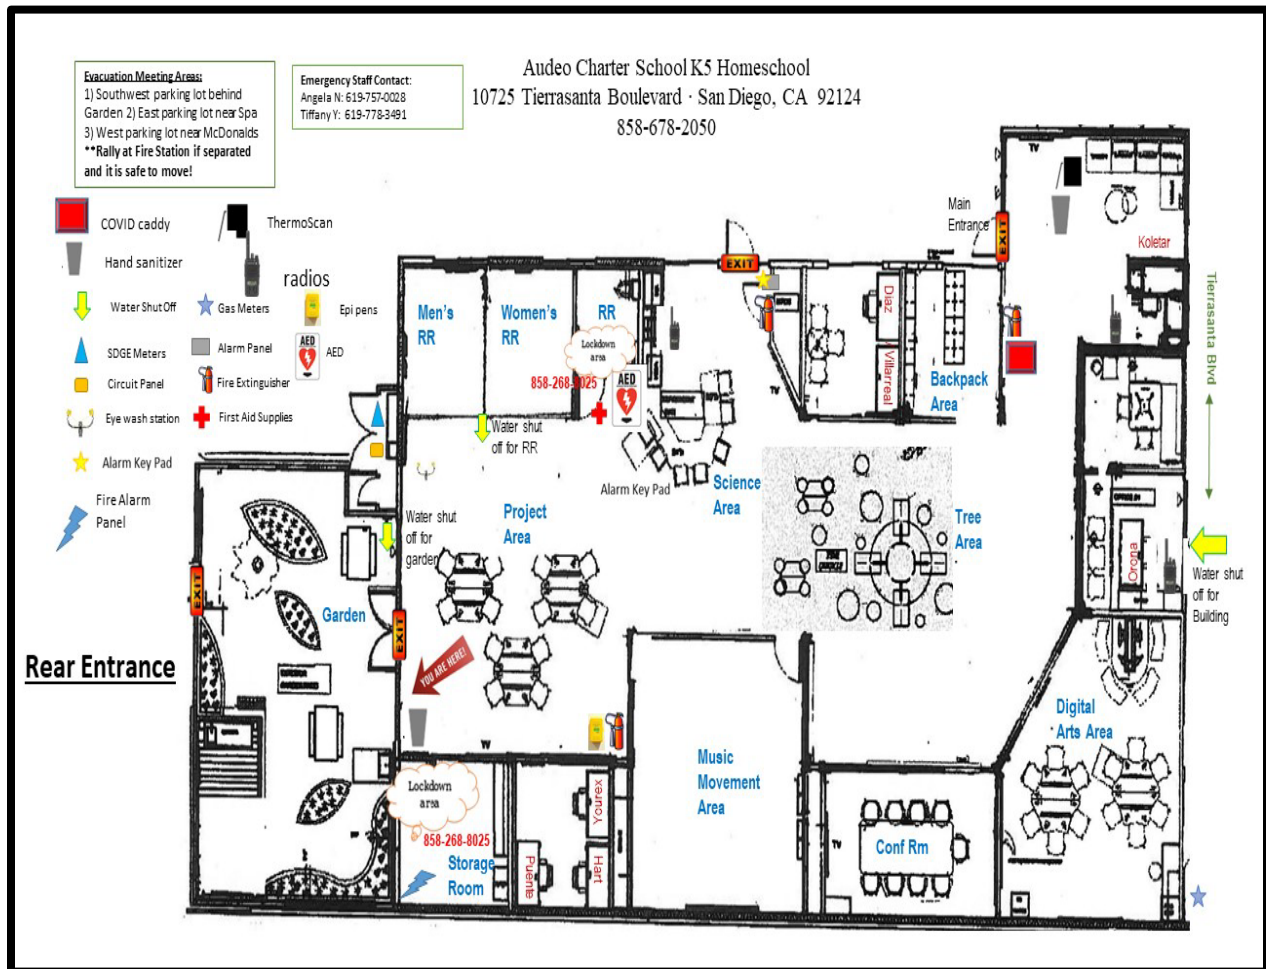 Audeo Charter School K5 Homeschool
10725 Tierrasanta Boulevard · San Diego, CA 92124
858-678-2050
Evacuation Meeting Areas:
1) Southwest parking lot behind
Garden 2) East parking lot near Spa
3) West parking lot near McDonalds
**Rally at Fire Station if separated
and it is safe to move!
Emergency Staff Contact:
Angela N: 619-757-0028
Tiffany Y: 619-778-3491
COVID caddy
ThermoScan
Hand sanitizer
radios
Water Shut Off
Gas Meters
Epi pens
SDGE Meters
Alarm Panel
AED
AED
Circuit Panel
Fire Extinguisher
Eye wash station
First Aid Supplies
Alarm Key Pad
Fire Alarm
Panel
Main
Entrance
EXIT
EXIT
TV
Koletar
Tierrasanta Blvd
Men's
RR
Women's
RR
RR
Lockdown
area
858-268-8025
AED
Diaz
Villarreal
TV
Backpack
Area
Water shut
off for RR
Alarm Key Pad
Science
Area
Project
Area
Tree
Area
Water shut
off for
garden
Orona
Water shut
off for
Building
EXIT
EXIT
Garden
YOU ARE HERE!
Rear Entrance
TV
Digital
Arts Area
Music
Movement
Area
Lockdown
area
858-268-8025
Storage
Room
Yourex
Puente
Hart
TV
Conf Rm